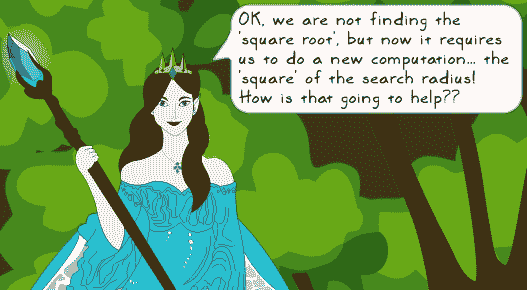 OK, we are not finding the
'square root', but now it requires
us to do a new computation... the
'square' of the search radius!
How is that going to help??